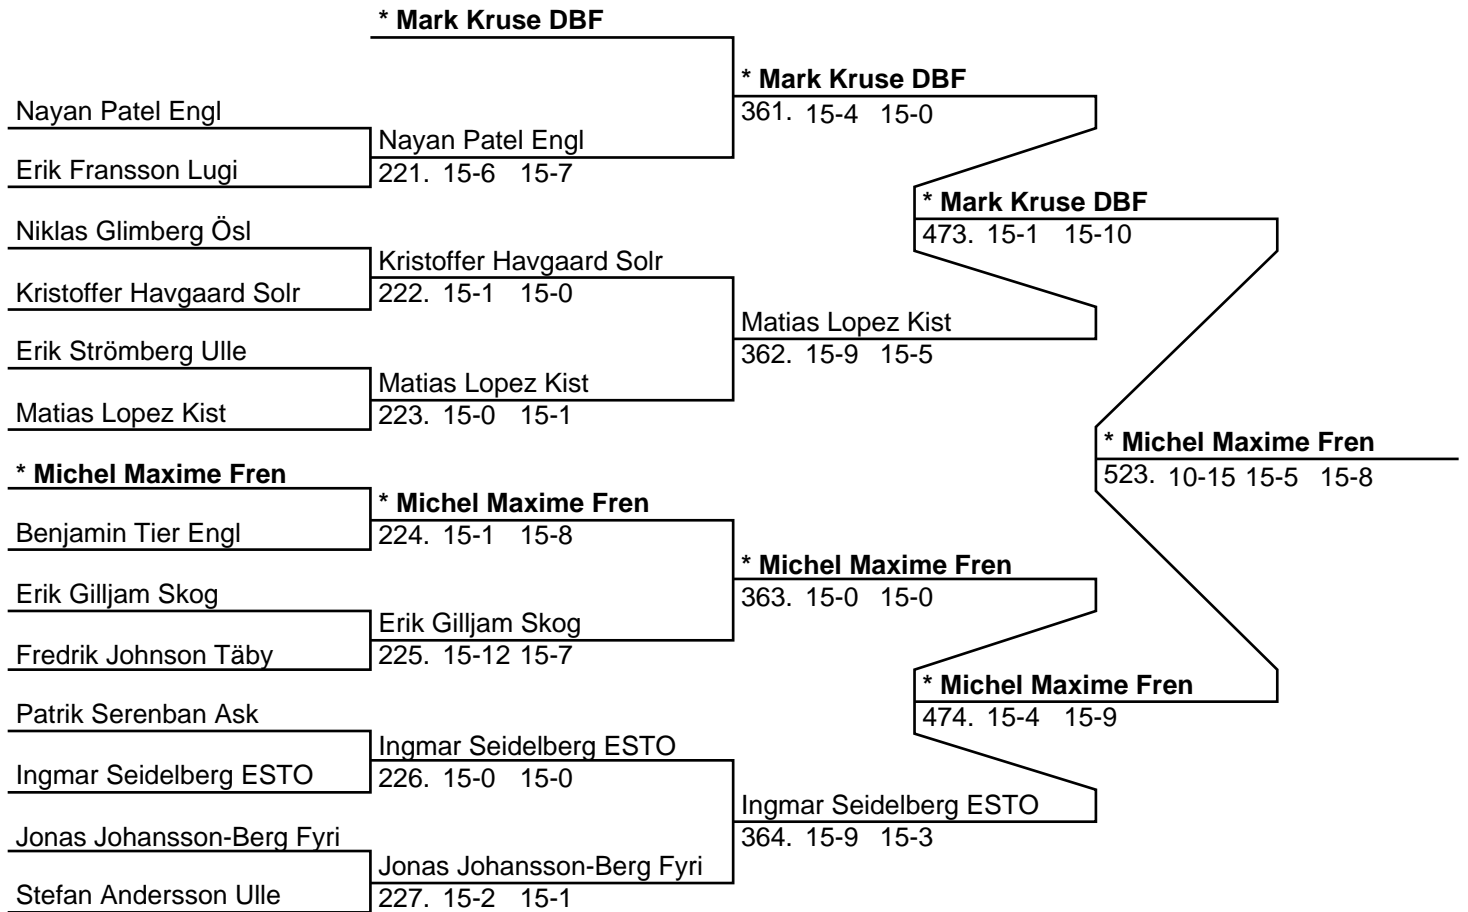 * Mark Kruse DBF
* Mark Kruse DBF
361. 15-4 15-0
Nayan Patel Engl
Nayan Patel Engl
221. 15-6 15-7
Erik Fransson Lugi
* Mark Kruse DBF
473. 15-1 15-10
Niklas Glimberg Ösl
Kristoffer Havgaard Solr
222. 15-1 15-0
Kristoffer Havgaard Solr
Matias Lopez Kist
362. 15-9 15-5
Erik Strömberg Ulle
Matias Lopez Kist
223. 15-0 15-1
Matias Lopez Kist
* Michel Maxime Fren
523. 10-15 15-5 15-8
* Michel Maxime Fren
* Michel Maxime Fren
224. 15-1 15-8
Benjamin Tier Engl
* Michel Maxime Fren
363. 15-0 15-0
Erik Gilljam Skog
Erik Gilljam Skog
225. 15-12 15-7
Fredrik Johnson Täby
* Michel Maxime Fren
474. 15-4 15-9
Patrik Serenban Ask
Ingmar Seidelberg ESTO
226. 15-0 15-0
Ingmar Seidelberg ESTO
Ingmar Seidelberg ESTO
364. 15-9 15-3
Jonas Johansson-Berg Fyri
Jonas Johansson-Berg Fyri
227. 15-2 15-1
Stefan Andersson Ulle